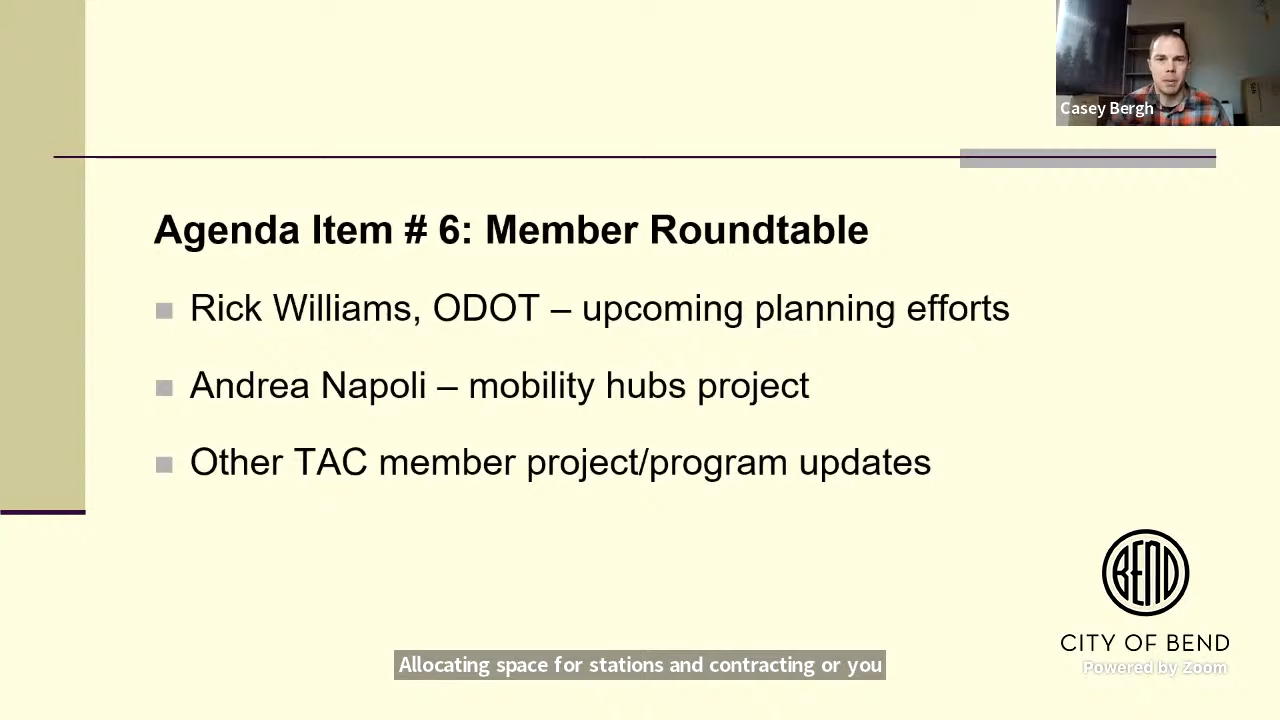 Casey Bergh
Agenda Item # 6: Member Roundtable
Rick Williams, ODOT – upcoming planning efforts
Andrea Napoli – mobility hubs project
Other TAC member project/program updates
BEND
CITY OF BEND
Powered by Zoom
Allocating space for stations and contracting or you